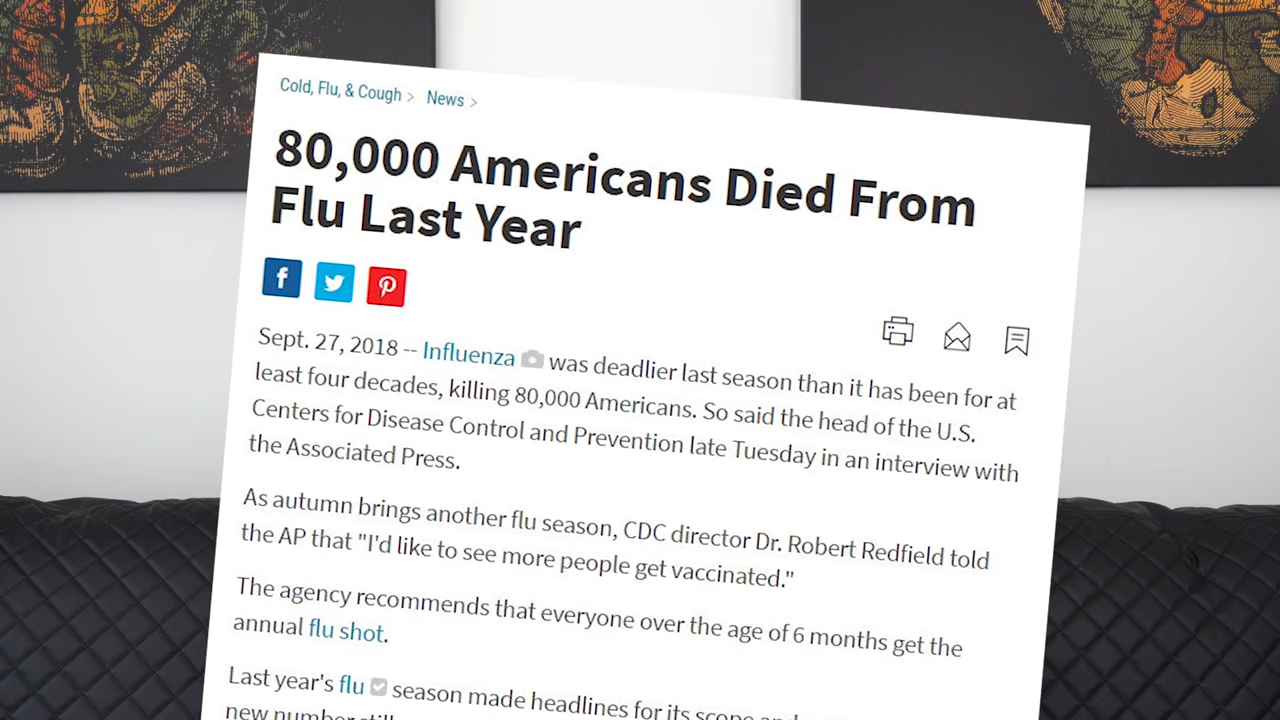 Cold, Flu, & Cough > News >
80,000 Americans Died From
Flu Last Year
Sept. 27, 2018 -- Influenza was deadlier last season than it has been for at
least four decades, killing 80,000 Americans. So said the head of the U.S.
Centers for Disease Control and Prevention late Tuesday in an interview with
the Associated Press.
As autumn brings another flu season, CDC director Dr. Robert Redfield told
the AP that "I'd like to see more people get vaccinated."
The agency recommends that everyone over the age of 6 months get the
annual flu shot.
Last year's flu season made headlines for its scope and
new number